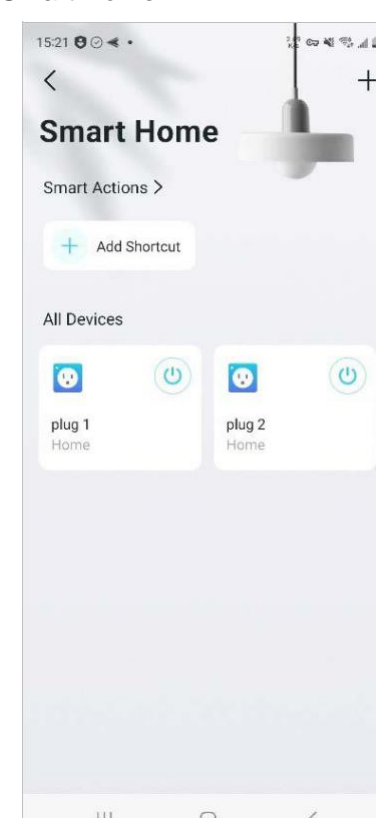 15:21
Smart Home
Smart Actions >
Add Shortcut
All Devices
plug 1
Home
plug 2
Home